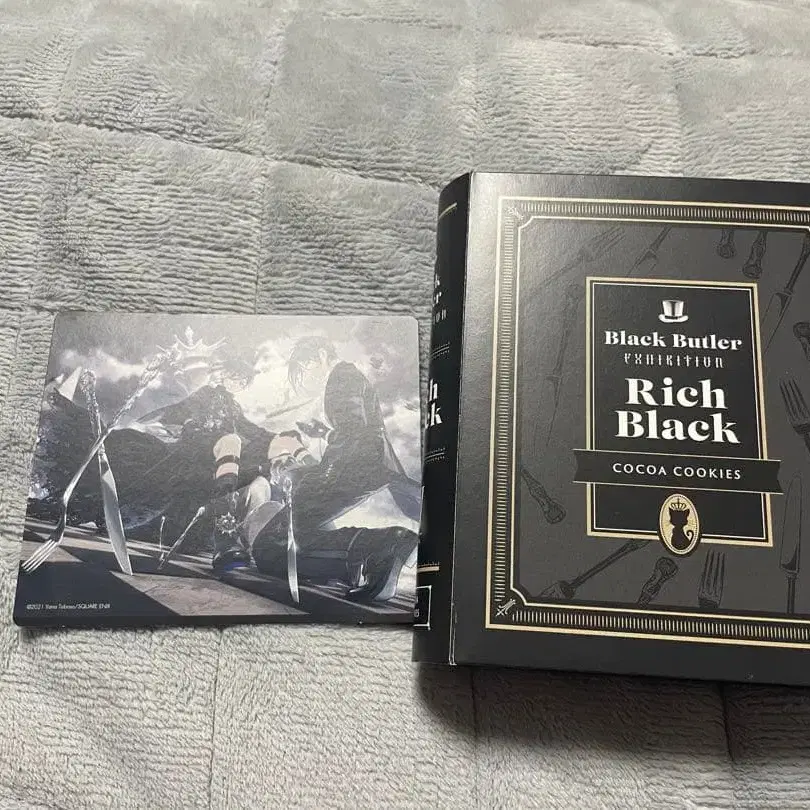 ©2021 Yana Toboso/SQUARE ENIX
Black Butler
EXHIBITION
Rich
Black
COCOA COOKIES